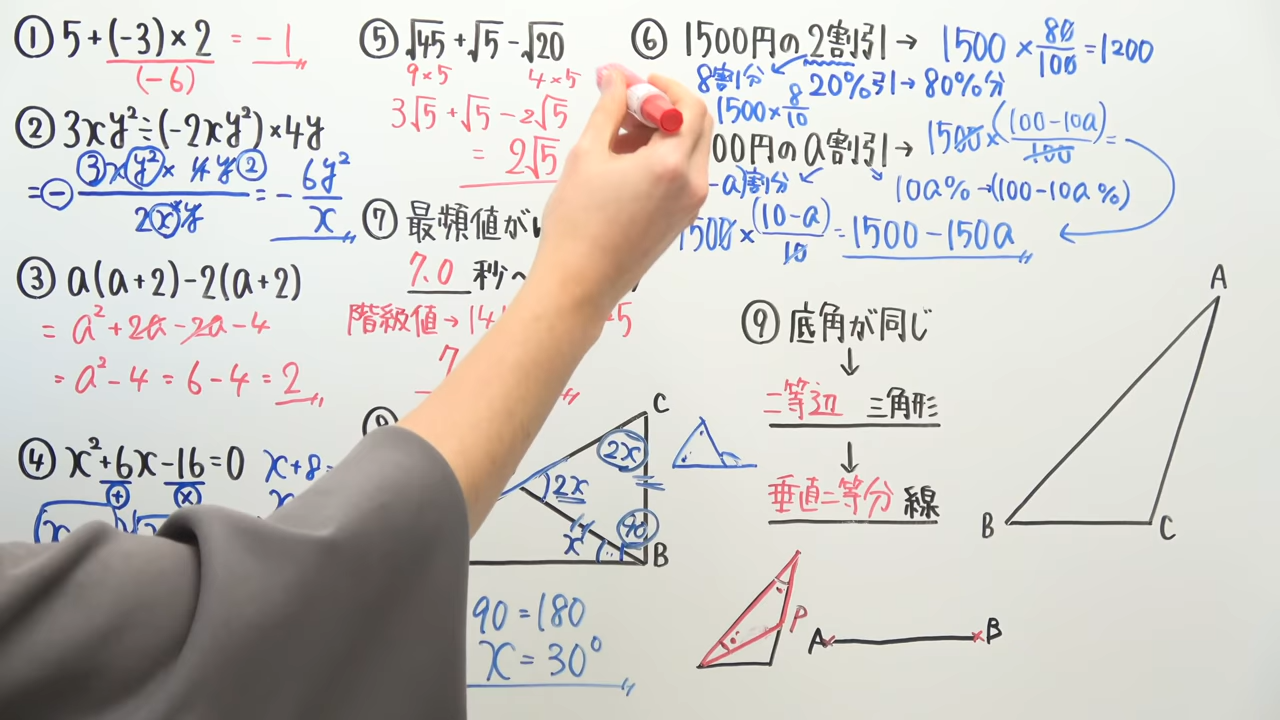 ① 5+(-3)×2 = -1
(-6)
② 3xy²÷(-2xy²)×4y
= - = - 6y²/x
③ a(a+2)-2(a+2)
= a²+2a-2a-4
= a²-4 = 6-4 = 2
④ x²+6x-16=0 x+8=
(+) (×)
⑤ √45+√5-√20
9×5 4×5
3√5+√5-2√5
= 2√5
⑦ 最頻値が
7.0 秒
階級値→14
5
7
C
2x
2x
90
x
B
90=180
x=30°
⑥ 1500円の2割引→ 1500×80/100=1200
8割分 20%引→80%分
1500×8/10
00円のa割引→ 1500×(100-10a)/100=
-a)割分 10a%→(100-10a%)
1500×(10-a)/10=1500-150a
⑨ 底角が同じ
↓
二等辺 三角形
↓
垂直二等分 線
P
A B
A
B C